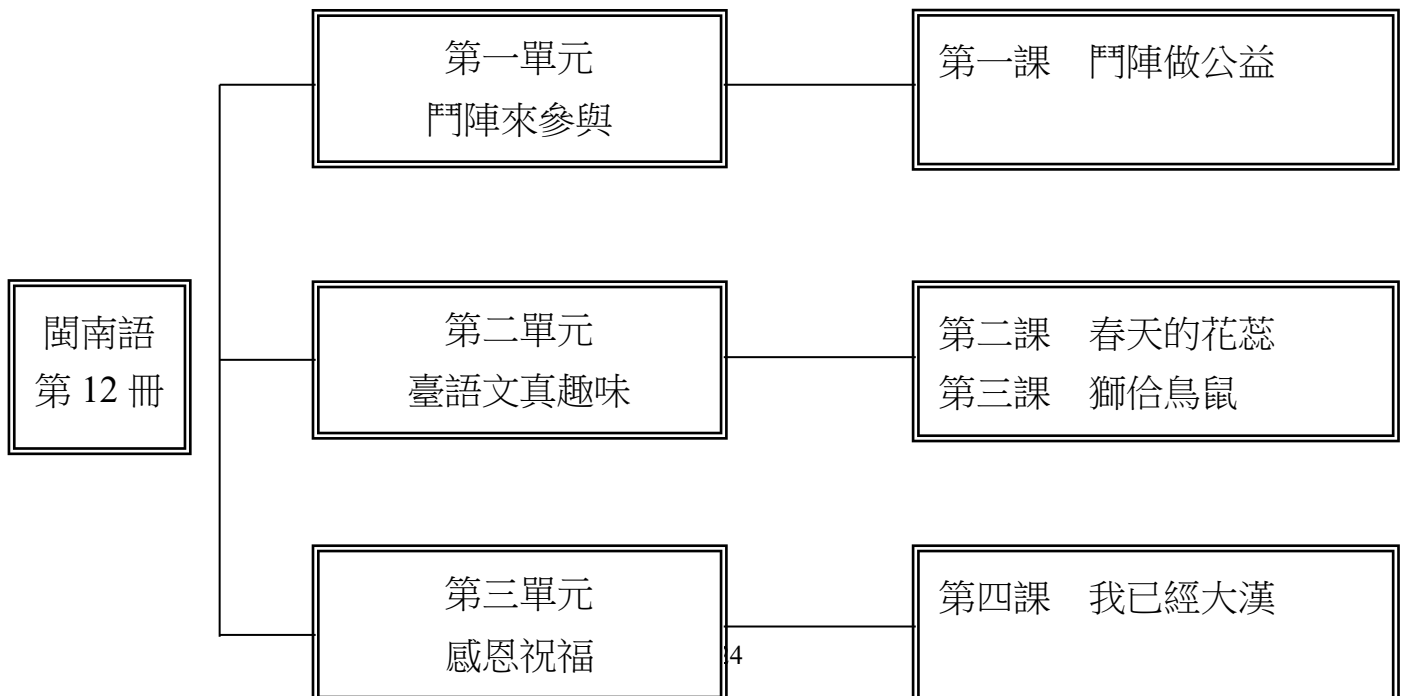 閩南語
第 12 冊
第一單元
鬥陣來參與
第一課 鬥陣做公益
第二單元
臺語文真趣味
第二課 春天的花蕊
第三課 獅佮鳥鼠
第三單元
感恩祝福
第四課 我已經大漢